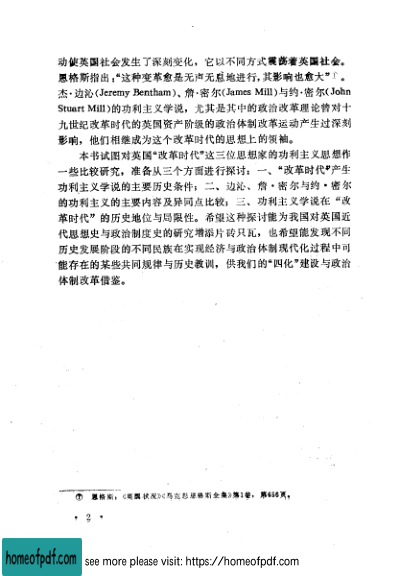 动使英国社会发生了深刻变化，它以不同方式震荡着英国社会。
恩格斯指出：“这种变革愈是无声无息地进行，其影响也愈大”①。
杰·边沁(Jeremy Bentham)、詹·密尔(James Mill)与约·密尔(John
Stuart Mill)的功利主义学说，尤其是其中的政治改革理论曾对十
九世纪改革时代的英国资产阶级的政治体制改革运动产生过深刻
影响，他们相继成为这个改革时代的思想上的领袖。
本书试图对英国“改革时代”这三位思想家的功利主义思想作
一些比较研究，准备从三个方面进行探讨：一、“改革时代”产生
功利主义学说的主要历史条件；二、边沁、詹·密尔与约·密尔
的功利主义的主要内容及异同点比较；三、功利主义学说在“改
革时代”的历史地位与局限性。希望这种探讨能为我国对英国近
代思想史与政治制度史的研究增添片砖只瓦，也希望能发现不同
历史发展阶段的不同民族在实现经济与政治体制现代化过程中可
能存在的某些共同规律与历史教训，供我们的“四化”建设与政治
体制改革借鉴。
① 恩格斯：《英国状况》《马克思恩格斯全集》第1卷，第656页。
· 2 ·
homeofpdf.com
see more please visit: https://homeofpdf.com